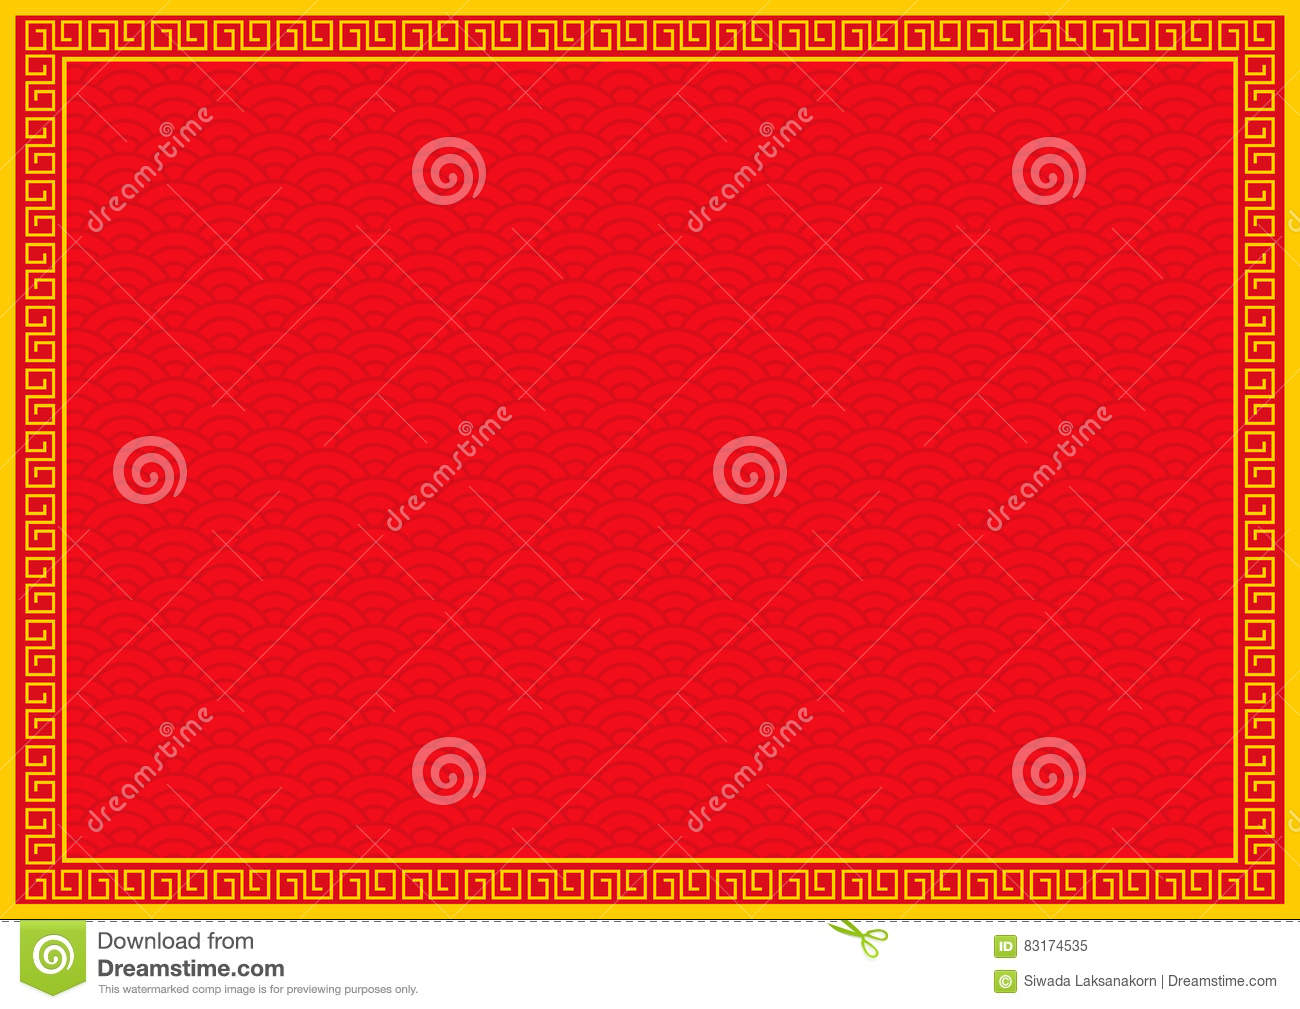 dreamstime
dreamstime
dreamstime
dreamstime
dreamstime
dreamstime
Download from
Dreamstime.com
This watermarked comp image is for previewing purposes only.
ID 83174535
© Siwada Laksanakorn | Dreamstime.com